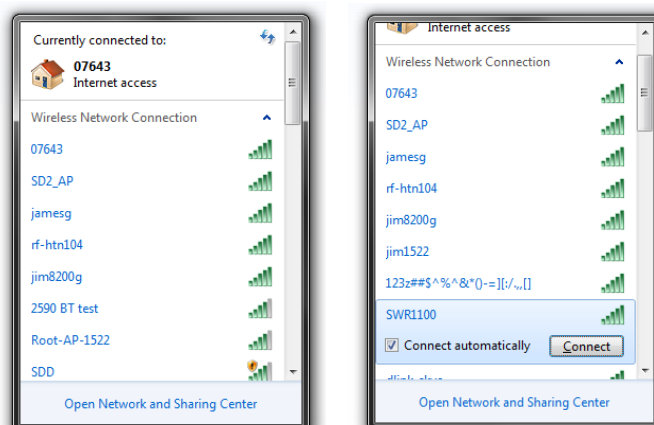 Currently connected to:
07643
Internet access
Wireless Network Connection
07643
SD2_AP
jamesg
rf-htn104
jim8200g
2590 BT test
Root-AP-1522
SDD
Open Network and Sharing Center
Internet access
Wireless Network Connection
07643
SD2_AP
jamesg
rf-htn104
jim8200g
jim1522
123z##$^%^&*()-=][:/.,,[]
SWR1100
Connect automatically
Connect
Open Network and Sharing Center